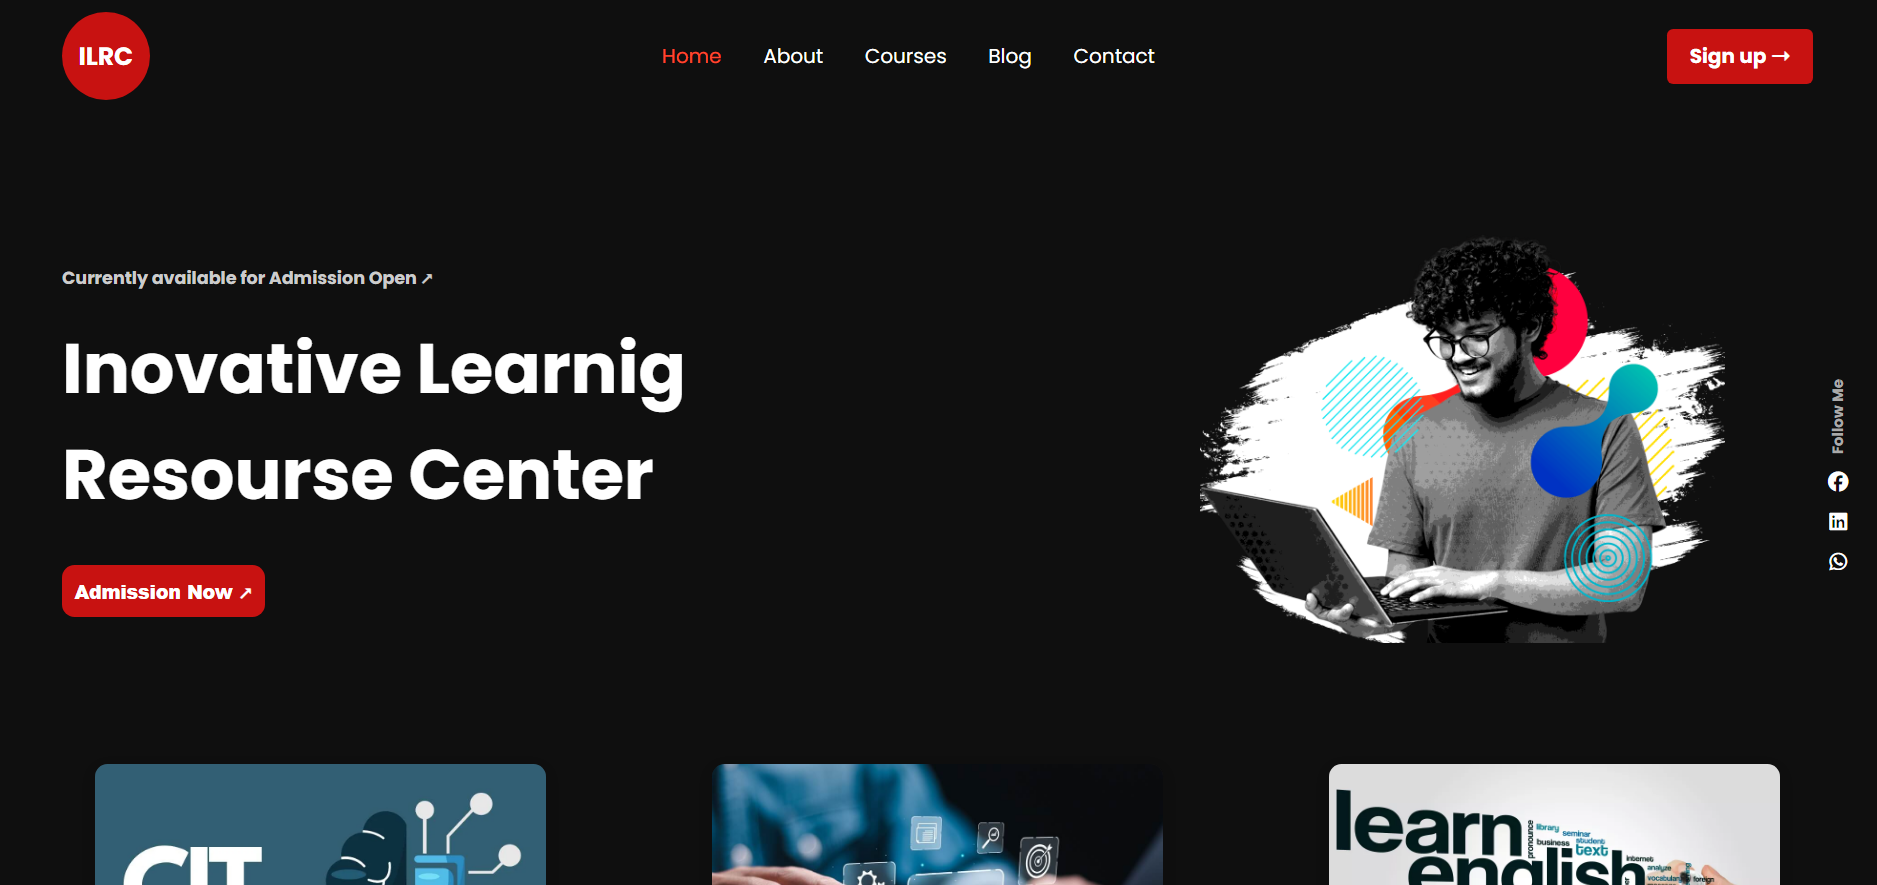 ILRC
Home About Courses Blog Contact
Sign up →
Currently available for Admission Open ↗
Inovative Learnig
Resourse Center
Admission Now ↗
Follow Me
CIT
learn
english
pronounce
library
seminar
business
student
text
internet
analyze
vocabulary
foreign